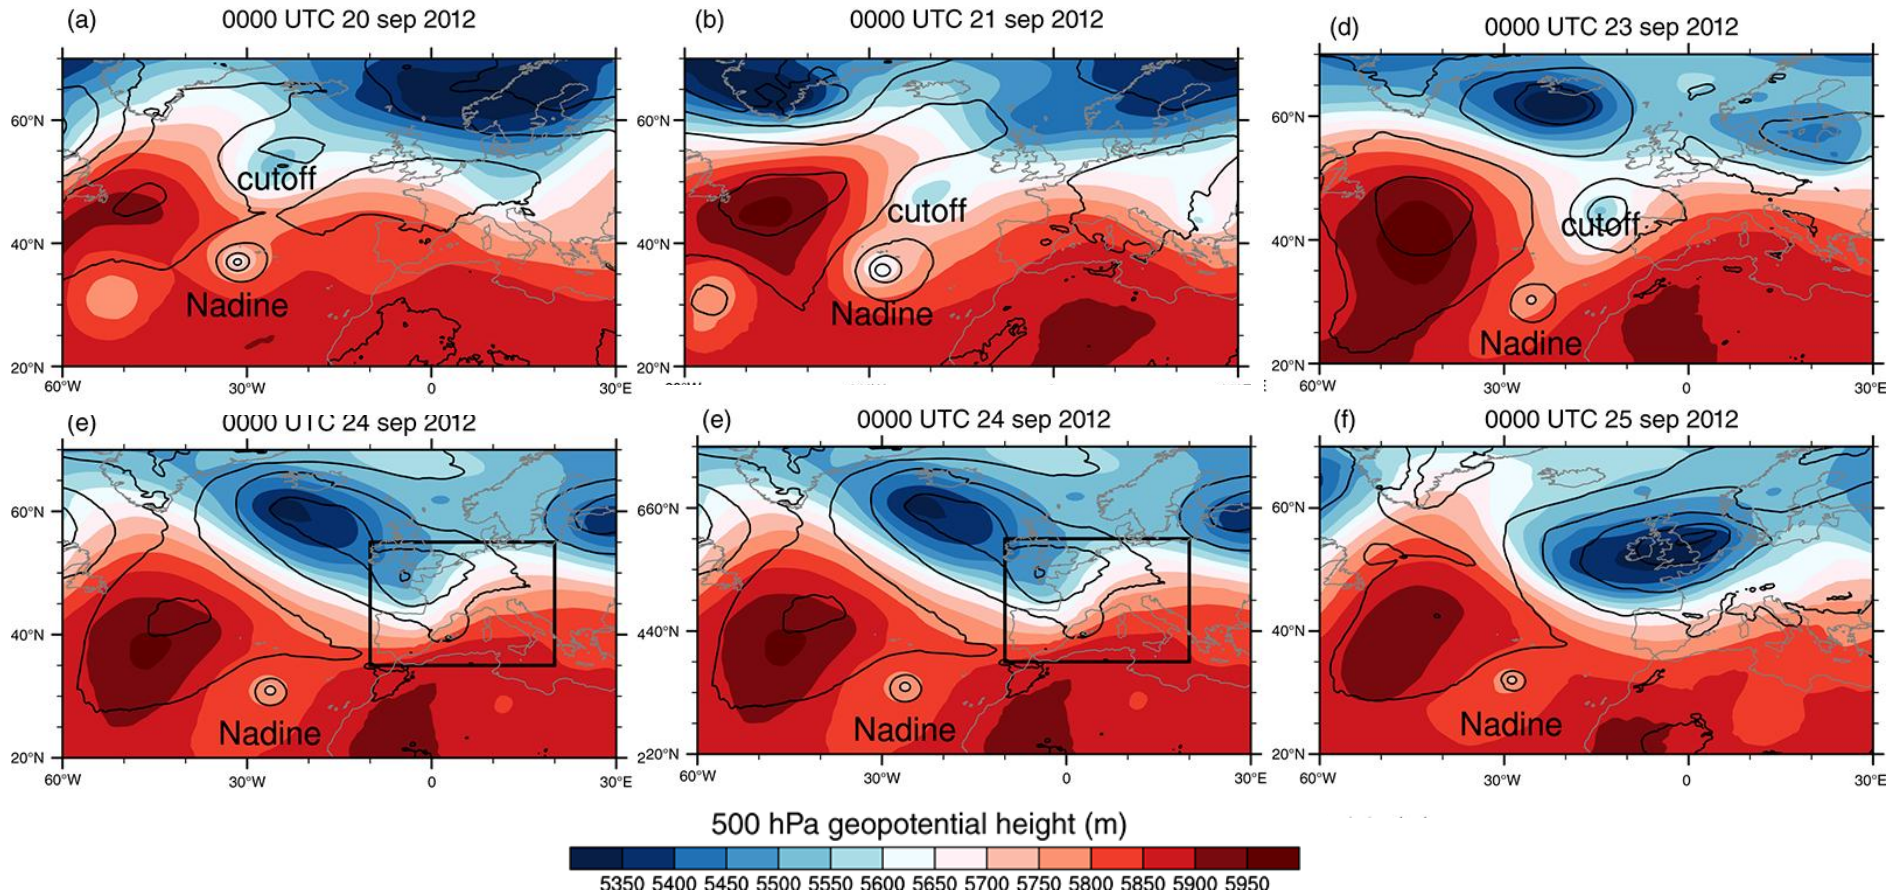 (a) 0000 UTC 20 sep 2012
60°N
40°N
20°N
60°W 30°W 0 30°E
cutoff
Nadine
(b) 0000 UTC 21 sep 2012
60°N
40°N
20°N
cutoff
Nadine
(d) 0000 UTC 23 sep 2012
60°N
40°N
20°N
60°W 30°W 0 30°E
cutoff
Nadine
(e) 0000 UTC 24 sep 2012
60°N
40°N
20°N
60°W 30°W 0 30°E
Nadine
(e) 0000 UTC 24 sep 2012
660°N
440°N
220°N
60°W 30°W 0 30°E
Nadine
(f) 0000 UTC 25 sep 2012
60°N
40°N
20°N
60°W 30°W 0 30°E
Nadine
500 hPa geopotential height (m)
5350 5400 5450 5500 5550 5600 5650 5700 5750 5800 5850 5900 5950